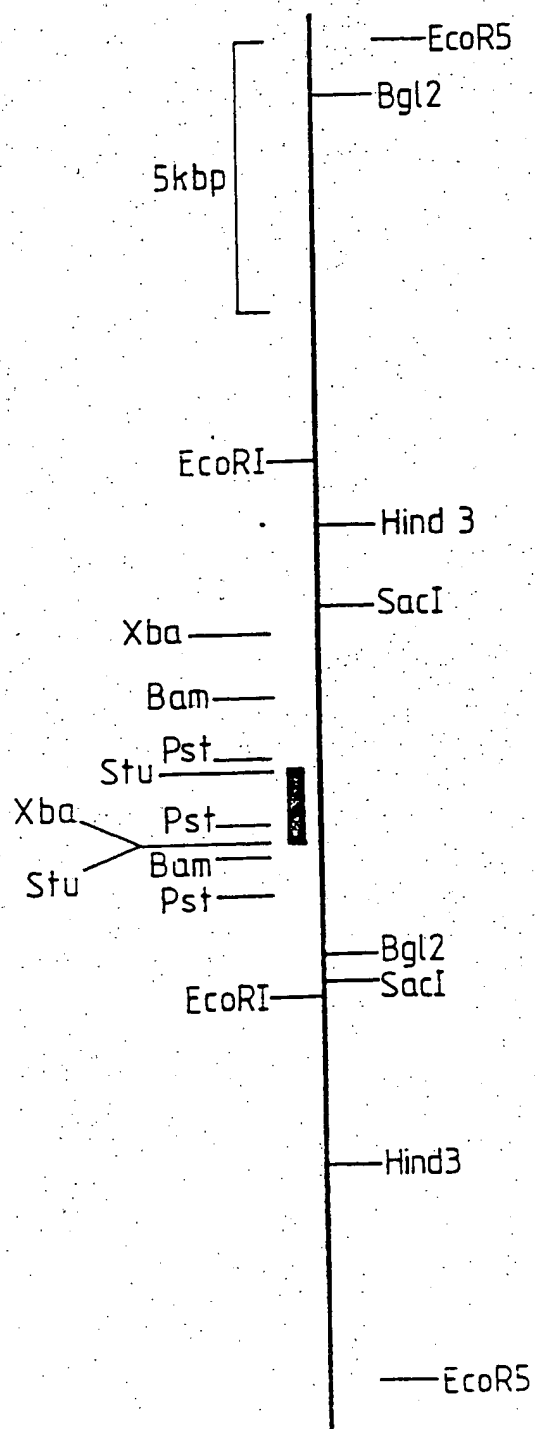 EcoR5
Bgl2
5kbp
EcoRI
Hind 3
SacI
Xba
Bam
Pst
Stu
Xba
Pst
Bam
Stu
Pst
Bgl2
SacI
EcoRI
Hind3
EcoR5